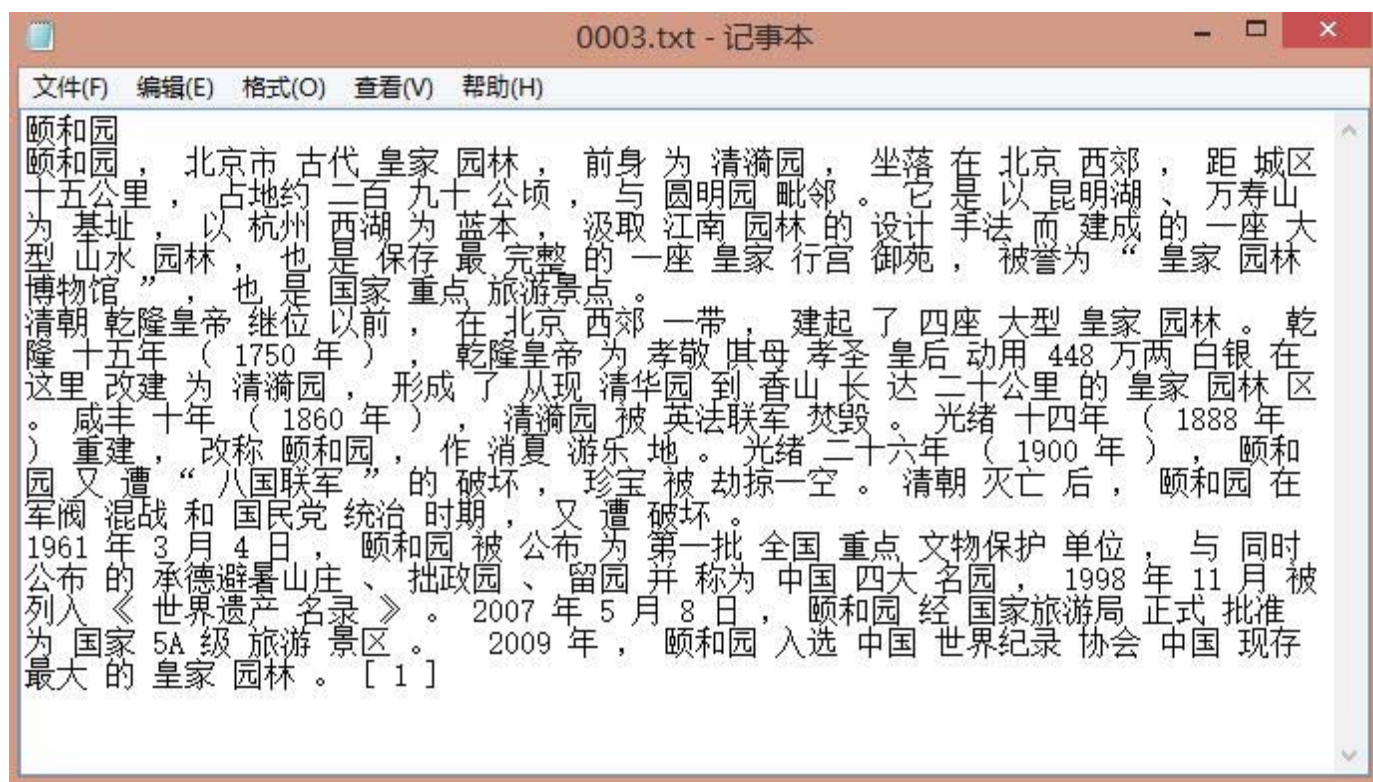 0003.txt - 记事本
文件(F) 编辑(E) 格式(O) 查看(V) 帮助(H)
颐和园
颐和园 , 北京市 古代 皇家 园林 , 前身 为 清漪园 , 坐落 在 北京 西郊 , 距 城区
十五公里 , 占地约 二百 九十 公顷 , 与 圆明园 毗邻 。 它 是 以 昆明湖 、 万寿山
为 基址 , 以 杭州 西湖 为 蓝本 , 汲取 江南 园林 的 设计 手法 而 建成 的 一座 大
型 山水 园林 , 也 是 保存 最 完整 的 一座 皇家 行宫 御苑 , 被誉为 “ 皇家 园林
博物馆 ” , 也 是 国家 重点 旅游景点 。
清朝 乾隆皇帝 继位 以前 , 在 北京 西郊 一带 , 建起 了 四座 大型 皇家 园林 。 乾
隆 十五年 ( 1750 年 ) , 乾隆皇帝 为 孝敬 其母 孝圣 皇后 动用 448 万两 白银 在
这里 改建 为 清漪园 , 形成 了 从现 清华园 到 香山 长 达 二十公里 的 皇家 园林 区
。 咸丰 十年 ( 1860 年 ) , 清漪园 被 英法联军 焚毁 。 光绪 十四年 ( 1888 年
) 重建 , 改称 颐和园 , 作 消夏 游乐 地 。 光绪 二十六年 ( 1900 年 ) , 颐和
园 又 遭 “ 八国联军 ” 的 破坏 , 珍宝 被 劫掠一空 。 清朝 灭亡 后 , 颐和园 在
军阀 混战 和 国民党 统治 时期 , 又 遭 破坏 。
1961 年 3 月 4 日 , 颐和园 被 公布 为 第一批 全国 重点 文物保护 单位 , 与 同时
公布 的 承德避暑山庄 、 拙政园 、 留园 并 称为 中国 四大 名园 , 1998 年 11 月 被
列入 《 世界遗产 名录 》 。 2007 年 5 月 8 日 , 颐和园 经 国家旅游局 正式 批准
为 国家 5A 级 旅游 景区 。 2009 年 , 颐和园 入选 中国 世界纪录 协会 中国 现存
最大 的 皇家 园林 。 [ 1 ]